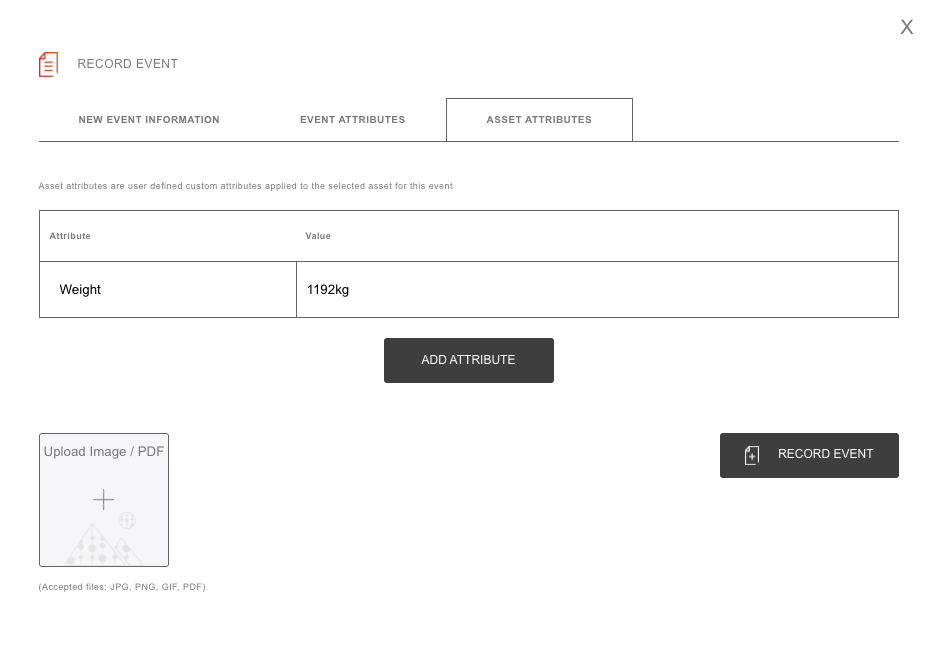 X
RECORD EVENT
NEW EVENT INFORMATION EVENT ATTRIBUTES ASSET ATTRIBUTES
Asset attributes are user defined custom attributes applied to the selected asset for this event
Attribute Value
Weight 1192kg
ADD ATTRIBUTE
Upload Image / PDF
RECORD EVENT
(Accepted files: JPG, PNG, GIF, PDF)